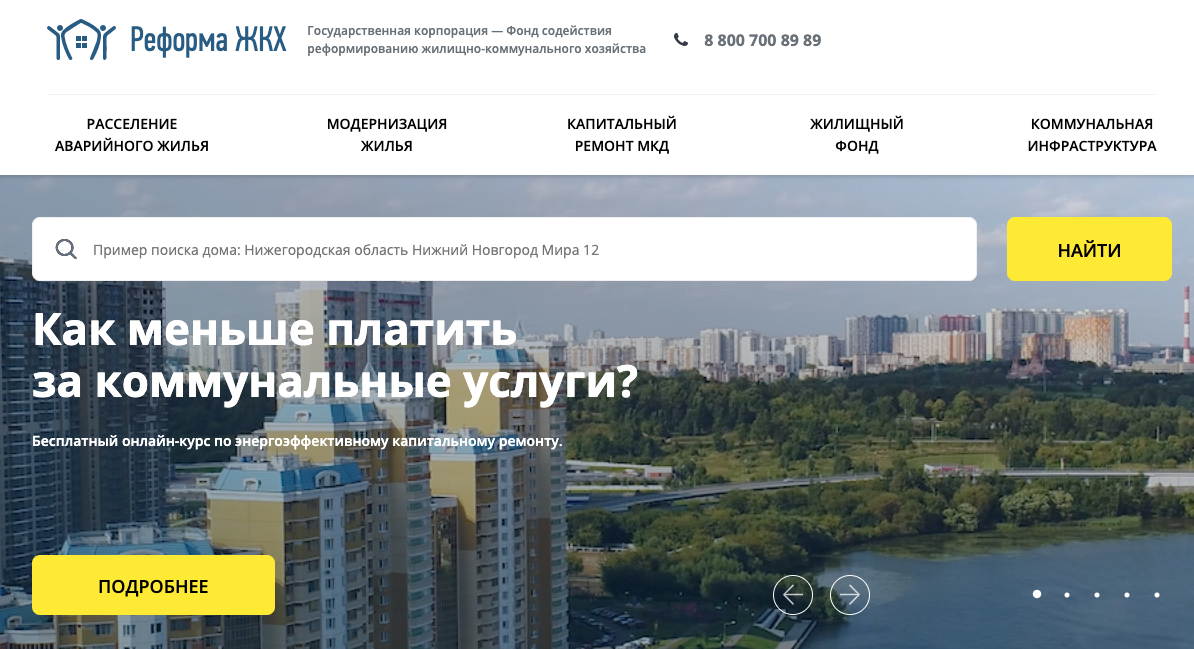 Реформа ЖКХ
Государственная корпорация — Фонд содействия
реформированию жилищно-коммунального хозяйства
8 800 700 89 89
РАССЕЛЕНИЕ
АВАРИЙНОГО ЖИЛЬЯ
МОДЕРНИЗАЦИЯ
ЖИЛЬЯ
КАПИТАЛЬНЫЙ
РЕМОНТ МКД
ЖИЛИЩНЫЙ
ФОНД
КОММУНАЛЬНАЯ
ИНФРАСТРУКТУРА
Пример поиска дома: Нижегородская область Нижний Новгород Мира 12
НАЙТИ
Как меньше платить
за коммунальные услуги?
Бесплатный онлайн-курс по энергоэффективному капитальному ремонту.
ПОДРОБНЕЕ